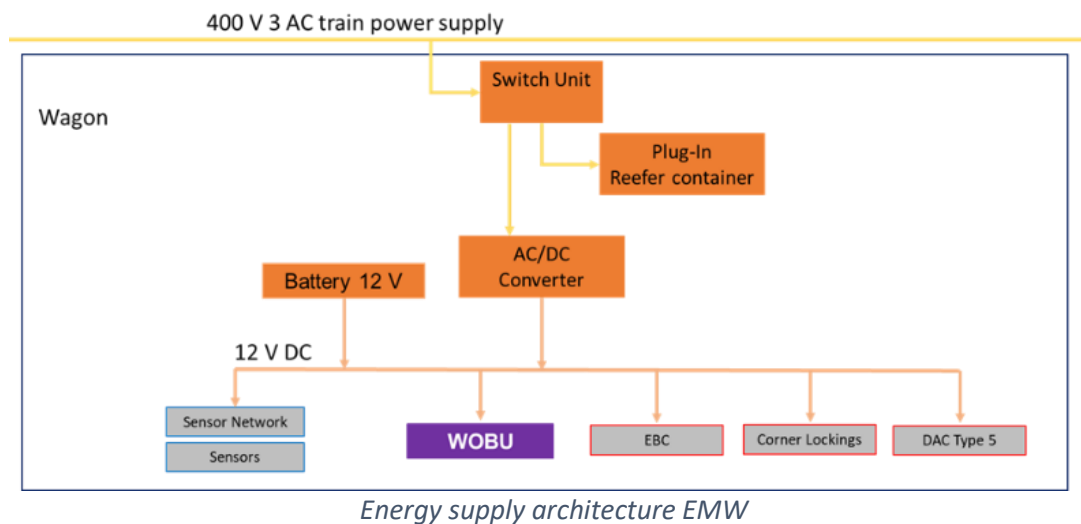 400 V 3 AC train power supply
Switch Unit
Wagon
Plug-In
Reefer container
AC/DC
Converter
Battery 12 V
12 V DC
Sensor Network
Sensors
WOBU
EBC
Corner Lockings
DAC Type 5
Energy supply architecture EMW